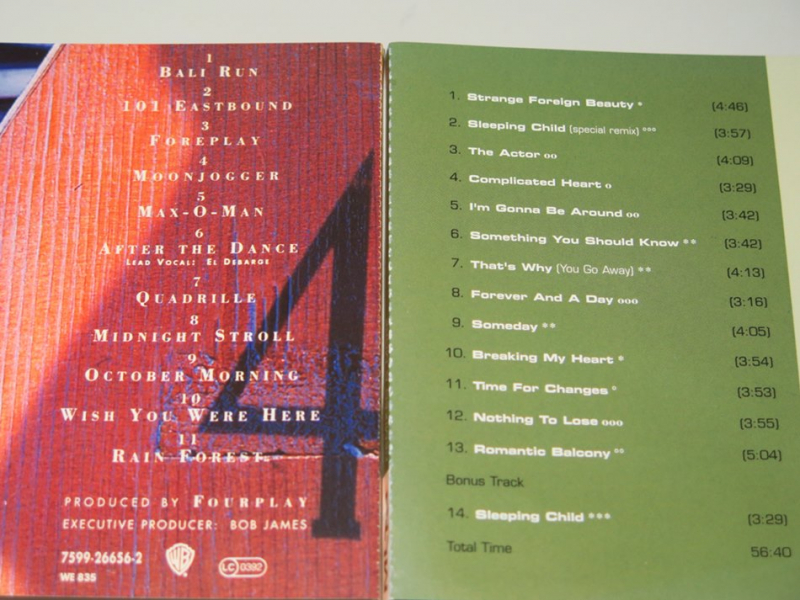 1
BALI RUN
2
101 EASTBOUND
3
FOREPLAY
4
MOONJOGGER
5
MAX-O-MAN
6
AFTER THE DANCE
LEAD VOCAL: EL DEBARGE
7
QUADRILLE
8
MIDNIGHT STROLL
9
OCTOBER MORNING
10
WISH YOU WERE HERE
11
RAIN FOREST
PRODUCED BY FOURPLAY
EXECUTIVE PRODUCER: BOB JAMES
7599-26656-2
WE 835
WB
LC 0392
4
1. Strange Foreign Beauty * (4:46)
2. Sleeping Child (special remix) *** (3:57)
3. The Actor oo (4:09)
4. Complicated Heart o (3:29)
5. I'm Gonna Be Around oo (3:42)
6. Something You Should Know ** (3:42)
7. That's Why (You Go Away) ** (4:13)
8. Forever And A Day ooo (3:16)
9. Someday ** (4:05)
10. Breaking My Heart * (3:54)
11. Time For Changes ° (3:53)
12. Nothing To Lose ooo (3:55)
13. Romantic Balcony °° (5:04)
Bonus Track
14. Sleeping Child *** (3:29)
Total Time 56:40